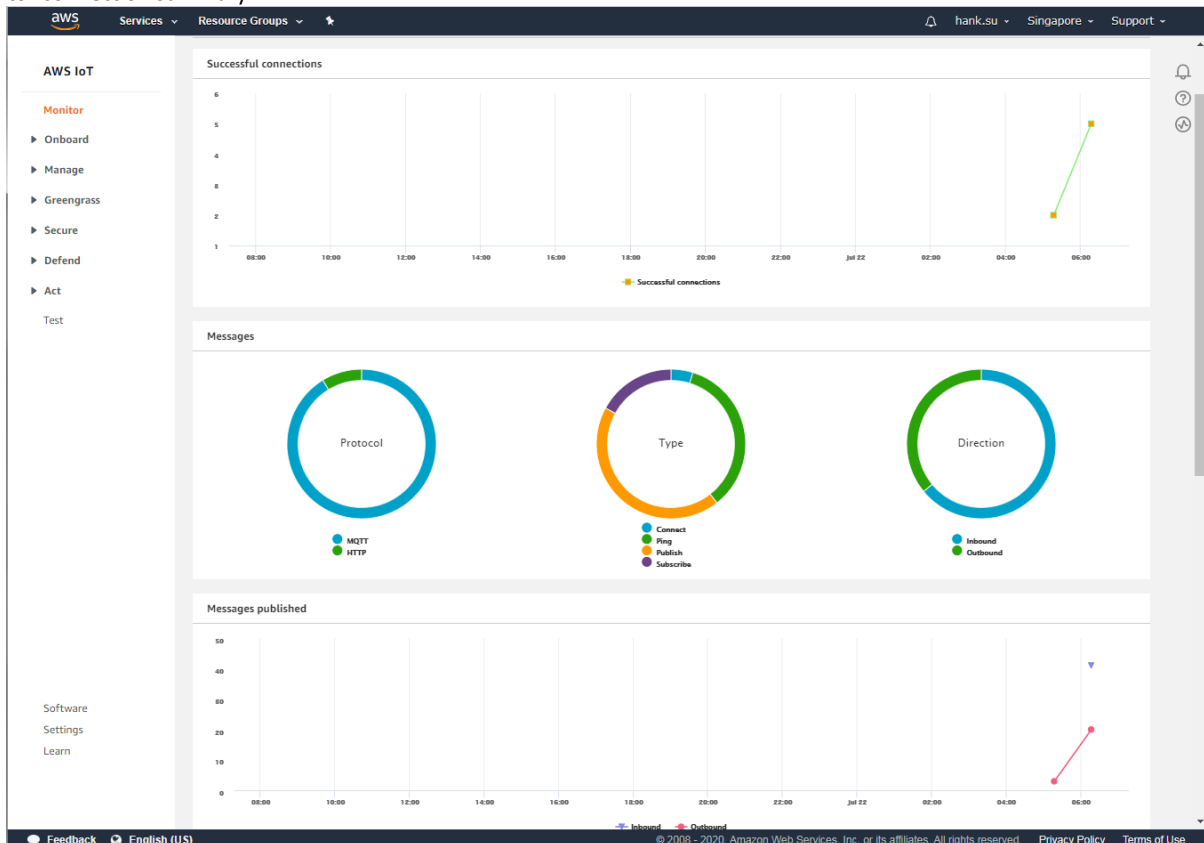 aws Services Resource Groups hank.su Singapore Support
AWS IoT
Monitor
Onboard
Manage
Greengrass
Secure
Defend
Act
Test
Software
Settings
Learn
Successful connections
6
5
4
3
2
1
08:00 10:00 12:00 14:00 16:00 18:00 20:00 22:00 Jul 22 02:00 04:00 06:00
Successful connections
Messages
Protocol
MQTT
HTTP
Type
Connect
Ping
Publish
Subscribe
Direction
Inbound
Outbound
Messages published
50
40
30
20
10
0
08:00 10:00 12:00 14:00 16:00 18:00 20:00 22:00 Jul 22 02:00 04:00 06:00
Inbound Outbound
Feedback English (US) © 2008 - 2020, Amazon Web Services, Inc. or its affiliates. All rights reserved. Privacy Policy Terms of Use